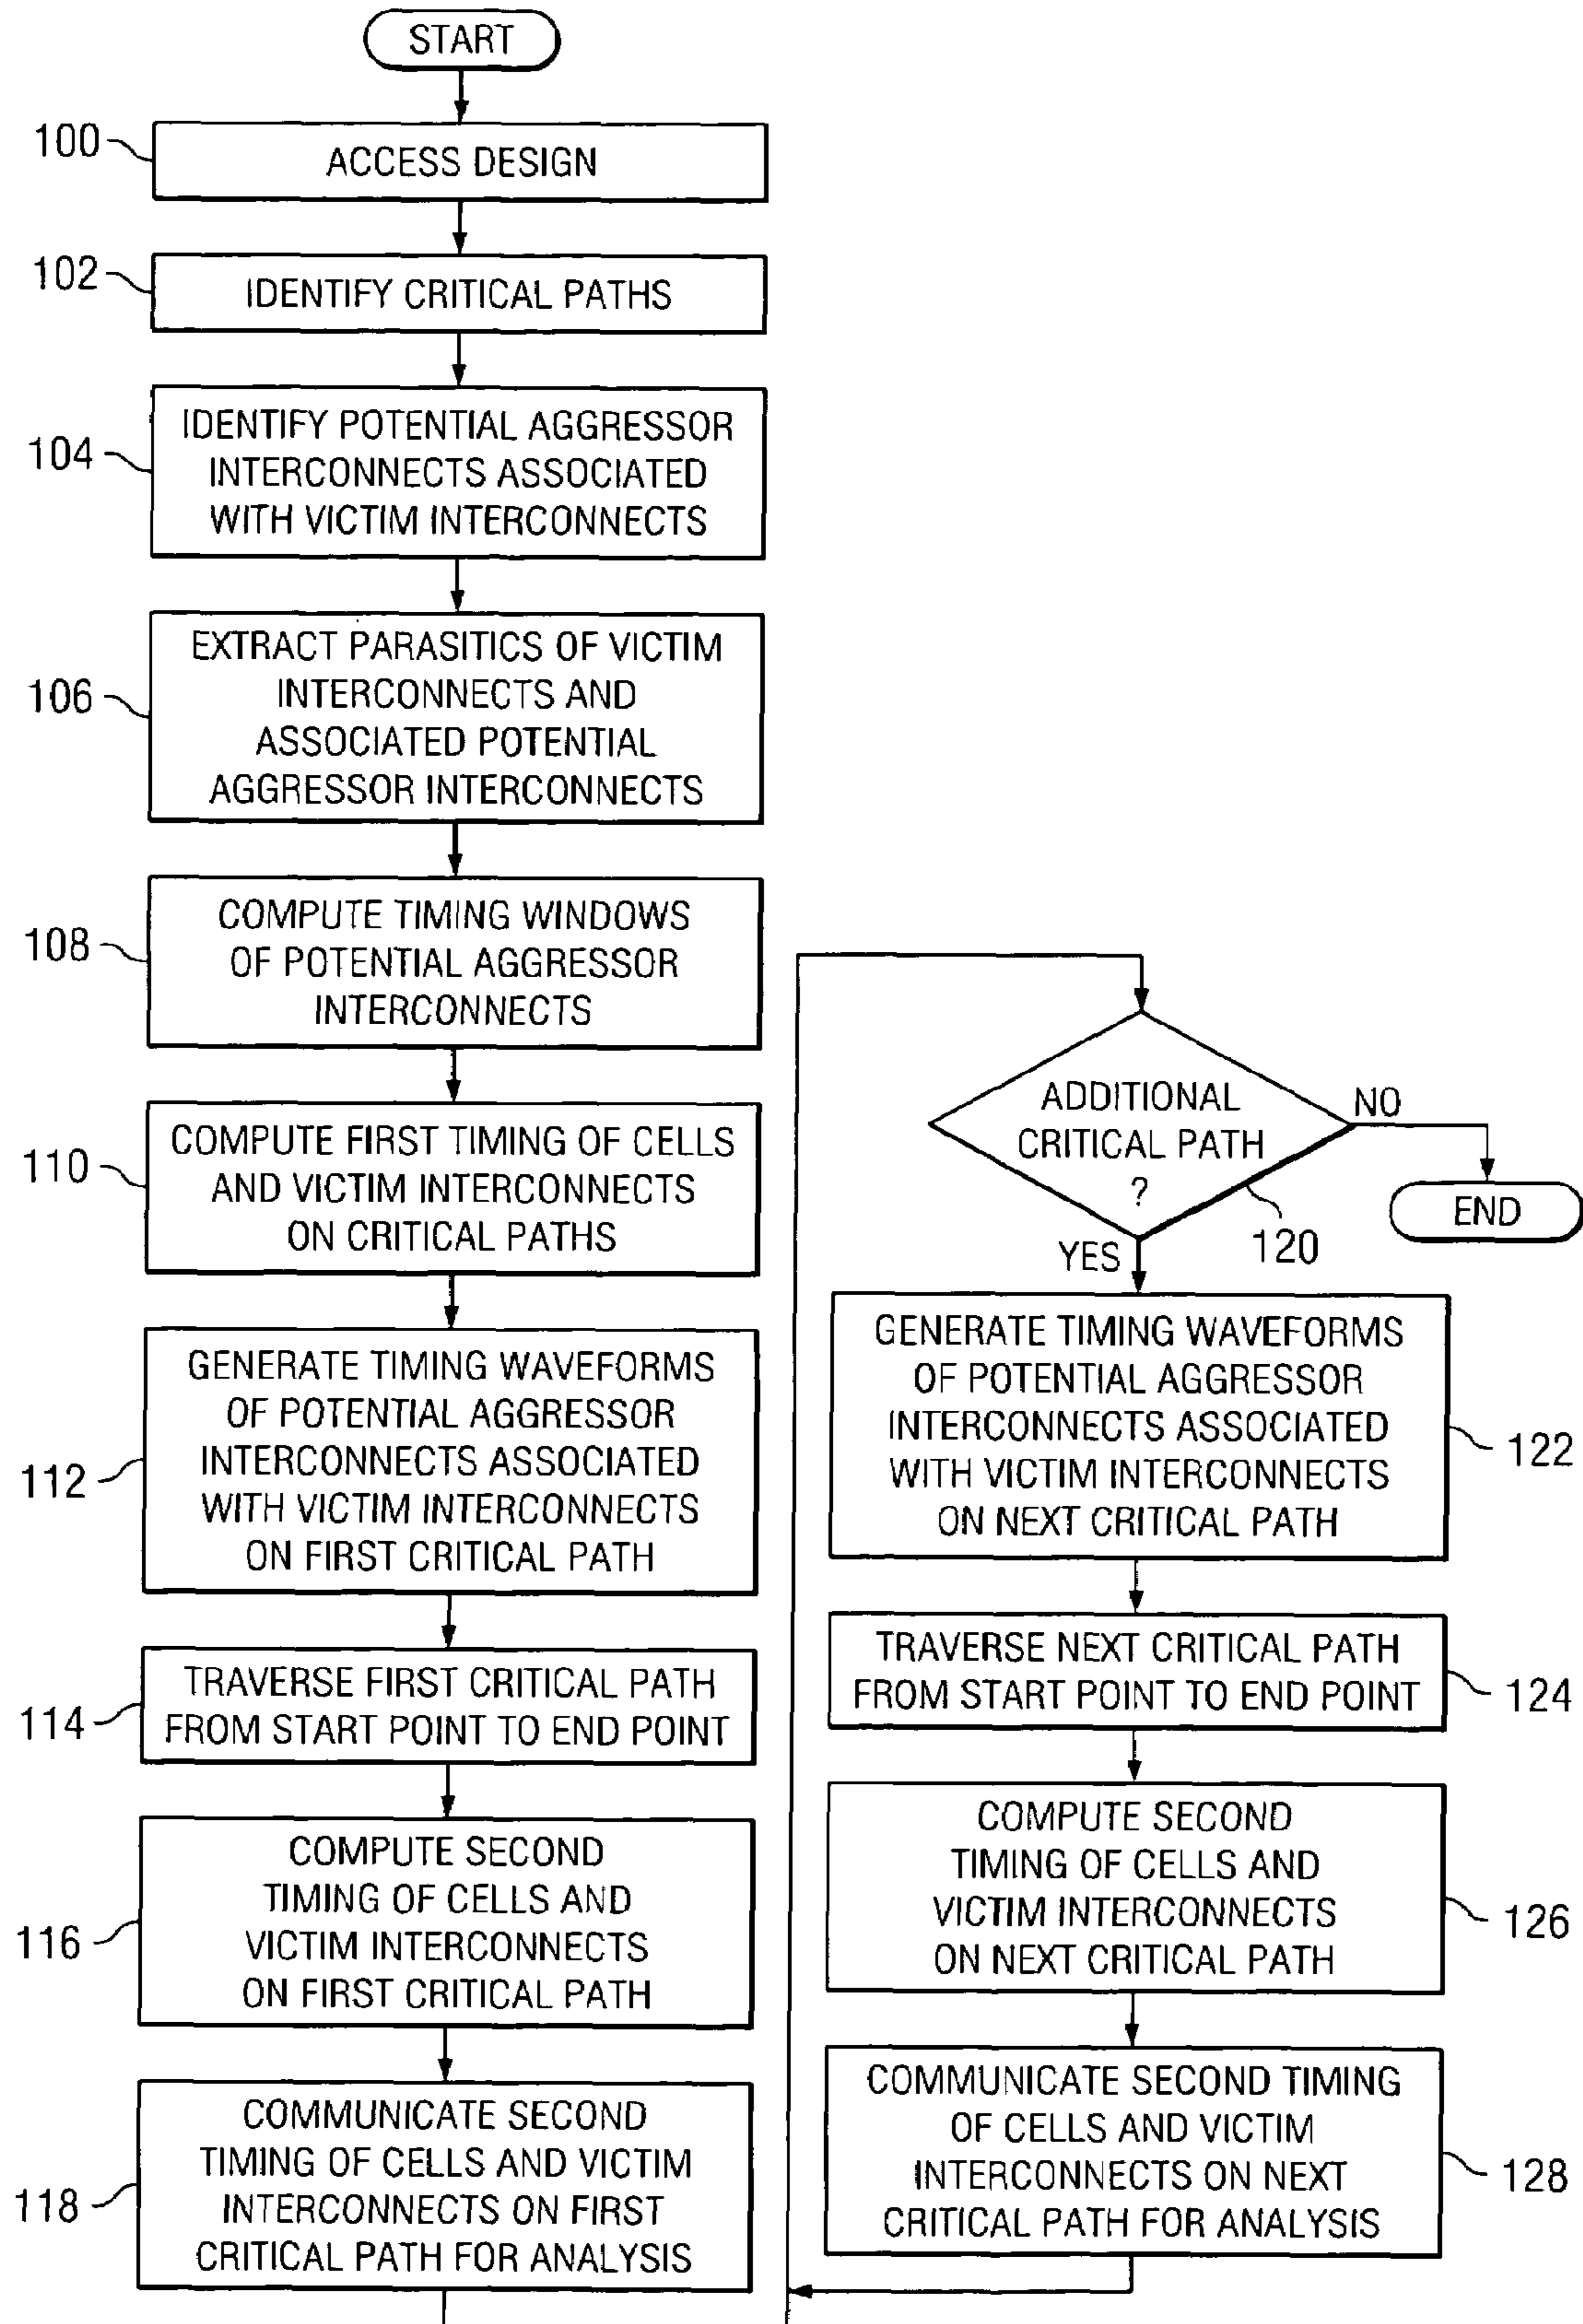 START
100
ACCESS DESIGN
102
IDENTIFY CRITICAL PATHS
104
IDENTIFY POTENTIAL AGGRESSOR
INTERCONNECTS ASSOCIATED
WITH VICTIM INTERCONNECTS
106
EXTRACT PARASITICS OF VICTIM
INTERCONNECTS AND
ASSOCIATED POTENTIAL
AGGRESSOR INTERCONNECTS
108
COMPUTE TIMING WINDOWS
OF POTENTIAL AGGRESSOR
INTERCONNECTS
110
COMPUTE FIRST TIMING OF CELLS
AND VICTIM INTERCONNECTS
ON CRITICAL PATHS
112
GENERATE TIMING WAVEFORMS
OF POTENTIAL AGGRESSOR
INTERCONNECTS ASSOCIATED
WITH VICTIM INTERCONNECTS
ON FIRST CRITICAL PATH
114
TRAVERSE FIRST CRITICAL PATH
FROM START POINT TO END POINT
116
COMPUTE SECOND
TIMING OF CELLS AND
VICTIM INTERCONNECTS
ON FIRST CRITICAL PATH
118
COMMUNICATE SECOND
TIMING OF CELLS AND VICTIM
INTERCONNECTS ON FIRST
CRITICAL PATH FOR ANALYSIS
ADDITIONAL
CRITICAL PATH
?
NO
END
120
YES
GENERATE TIMING WAVEFORMS
OF POTENTIAL AGGRESSOR
INTERCONNECTS ASSOCIATED
WITH VICTIM INTERCONNECTS
ON NEXT CRITICAL PATH
122
TRAVERSE NEXT CRITICAL PATH
FROM START POINT TO END POINT
124
COMPUTE SECOND
TIMING OF CELLS AND
VICTIM INTERCONNECTS
ON NEXT CRITICAL PATH
126
COMMUNICATE SECOND TIMING
OF CELLS AND VICTIM
INTERCONNECTS ON NEXT
CRITICAL PATH FOR ANALYSIS
128